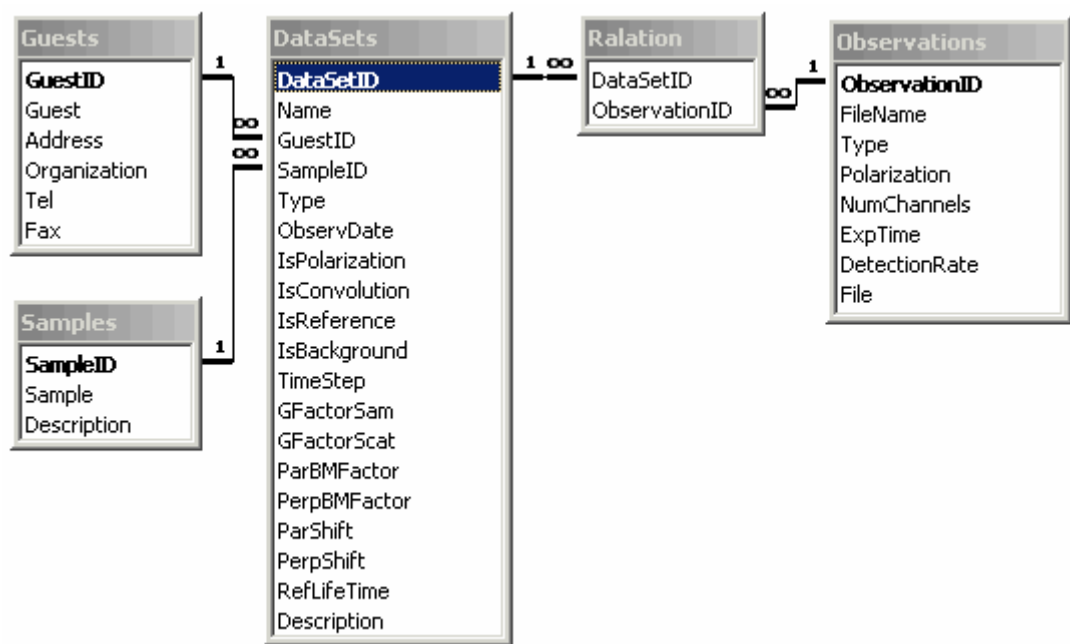 Guests
GuestID
Guest
Address
Organization
Tel
Fax
1
∞
∞
Samples
SampleID
Sample
Description
1
DataSets
DataSetID
Name
GuestID
SampleID
Type
ObservDate
IsPolarization
IsConvolution
IsReference
IsBackground
TimeStep
GFactorSam
GFactorScat
ParBMFactor
PerpBMFactor
ParShift
PerpShift
RefLifeTime
Description
1 ∞
Ralation
DataSetID
ObservationID
1
∞
Observations
ObservationID
FileName
Type
Polarization
NumChannels
ExpTime
DetectionRate
File